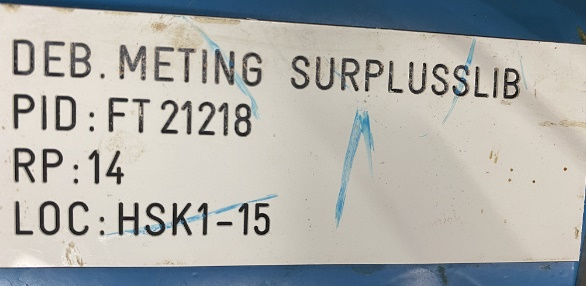 DEB. METING SURPLUSSLIB
PID: FT 21218
RP:14
LOC: HSK1-15